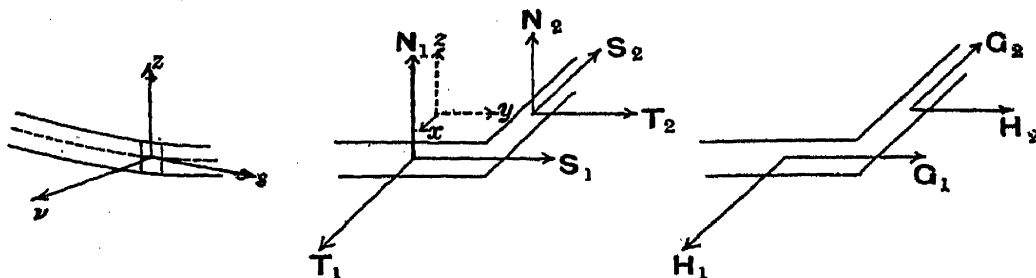 z
ν
s
N₁
z
x
y
S₁
T₁
N₂
S₂
T₂
G₂
H₂
G₁
H₁